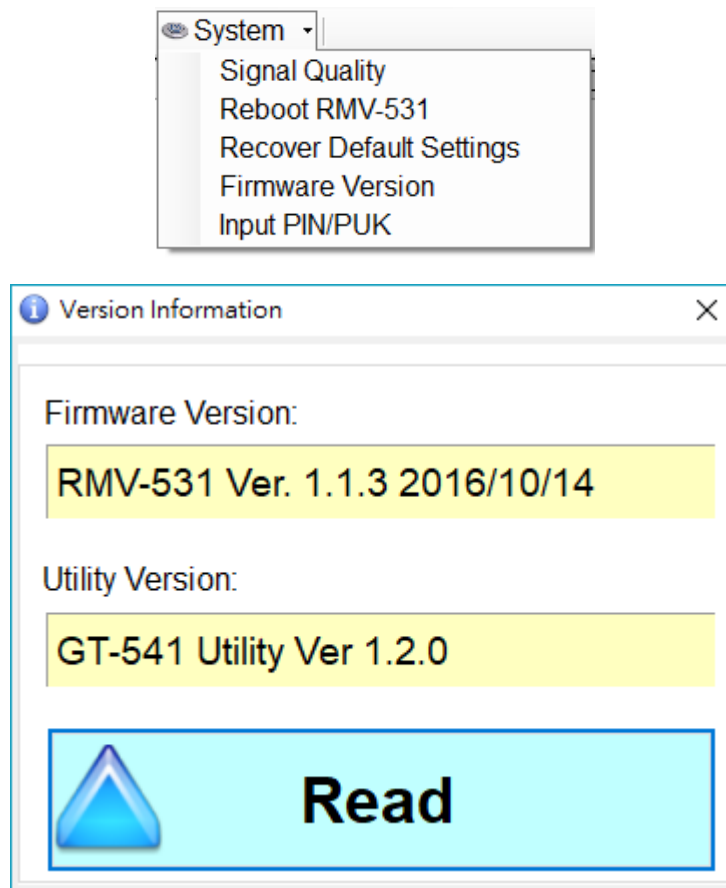 System
Signal Quality
Reboot RMV-531
Recover Default Settings
Firmware Version
Input PIN/PUK
Version Information
Firmware Version:
RMV-531 Ver. 1.1.3 2016/10/14
Utility Version:
GT-541 Utility Ver 1.2.0
Read